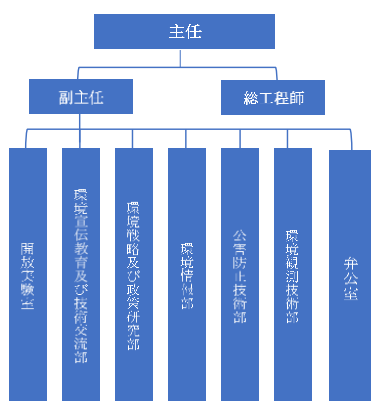 主任
副主任
総工程師
開放実験室
環境宣伝教育及び技術交流部
環境戦略及び政策研究部
環境情報部
公害防止技術部
環境観測技術部
弁公室